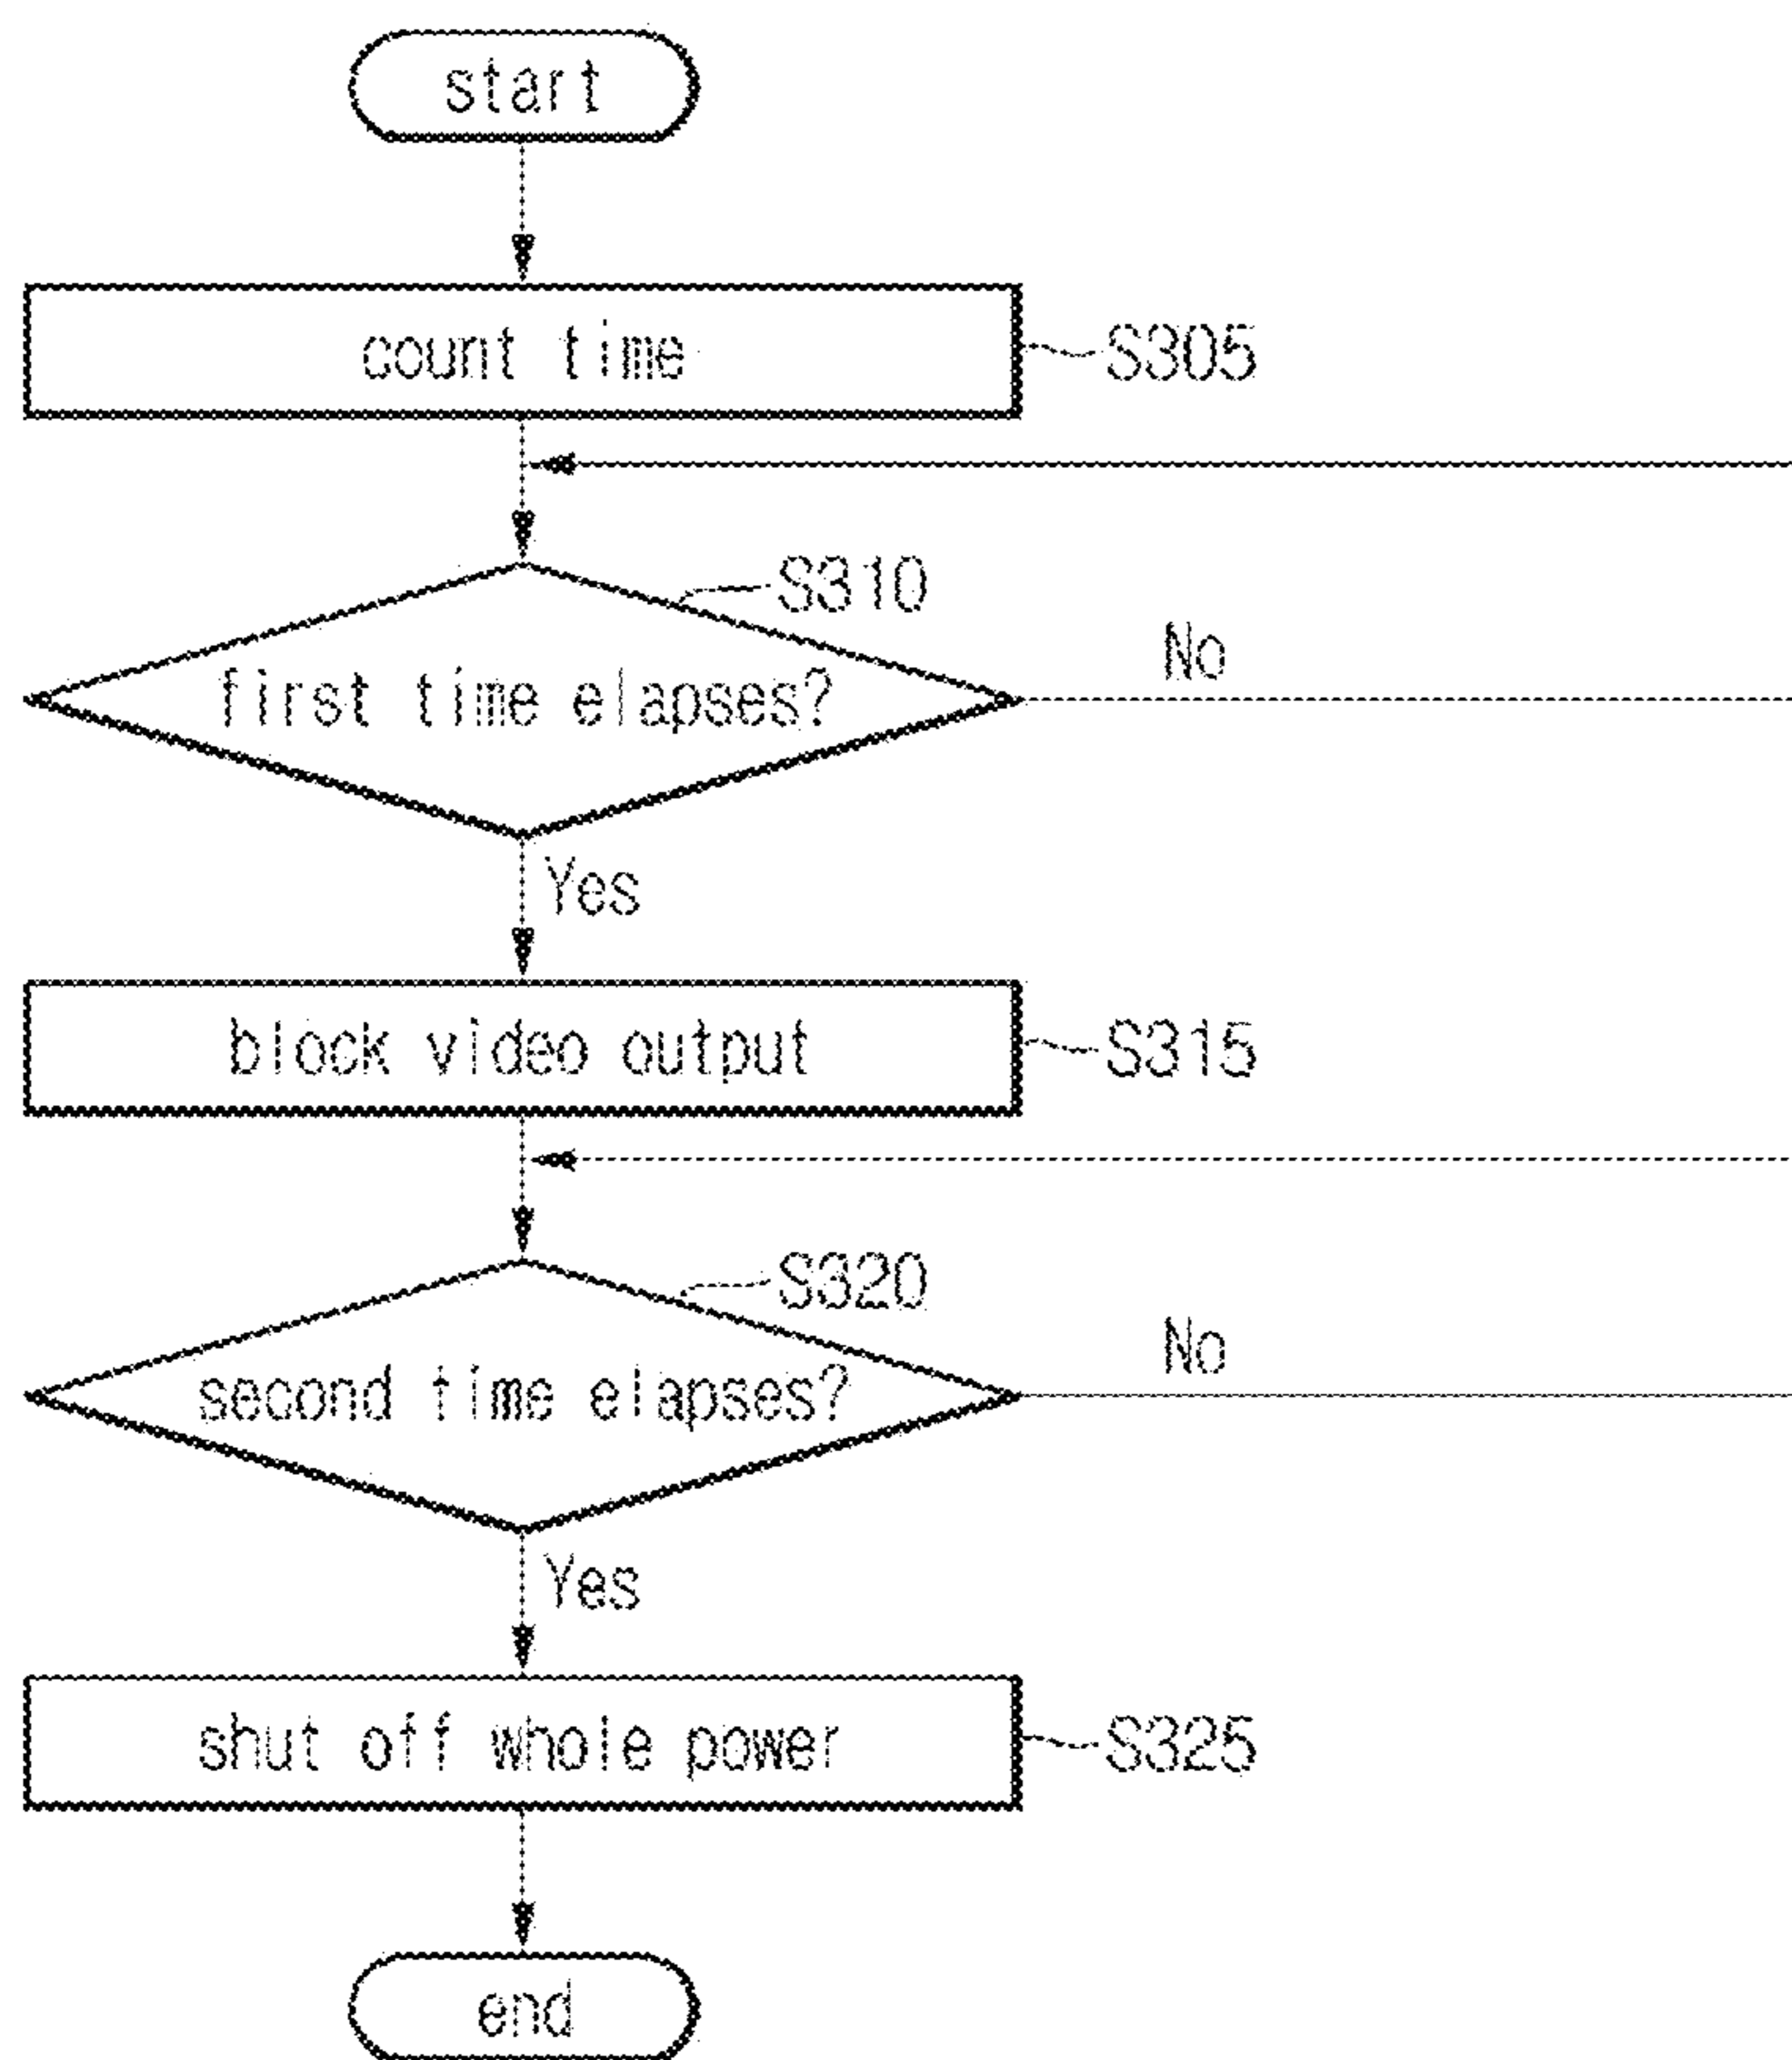 start
count time
S305
S310
first time elapses?
No
Yes
block video output
S315
S320
second time elapses?
No
Yes
shut off whole power
S325
end